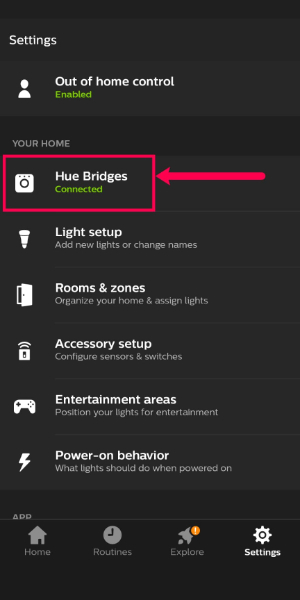 Settings
Out of home control
Enabled
YOUR HOME
Hue Bridges
Connected
Light setup
Add new lights or change names
Rooms & zones
Organize your home & assign lights
Accessory setup
Configure sensors & switches
Entertainment areas
Position your lights for entertainment
Power-on behavior
What lights should do when powered on
APP
Home
Routines
Explore
Settings